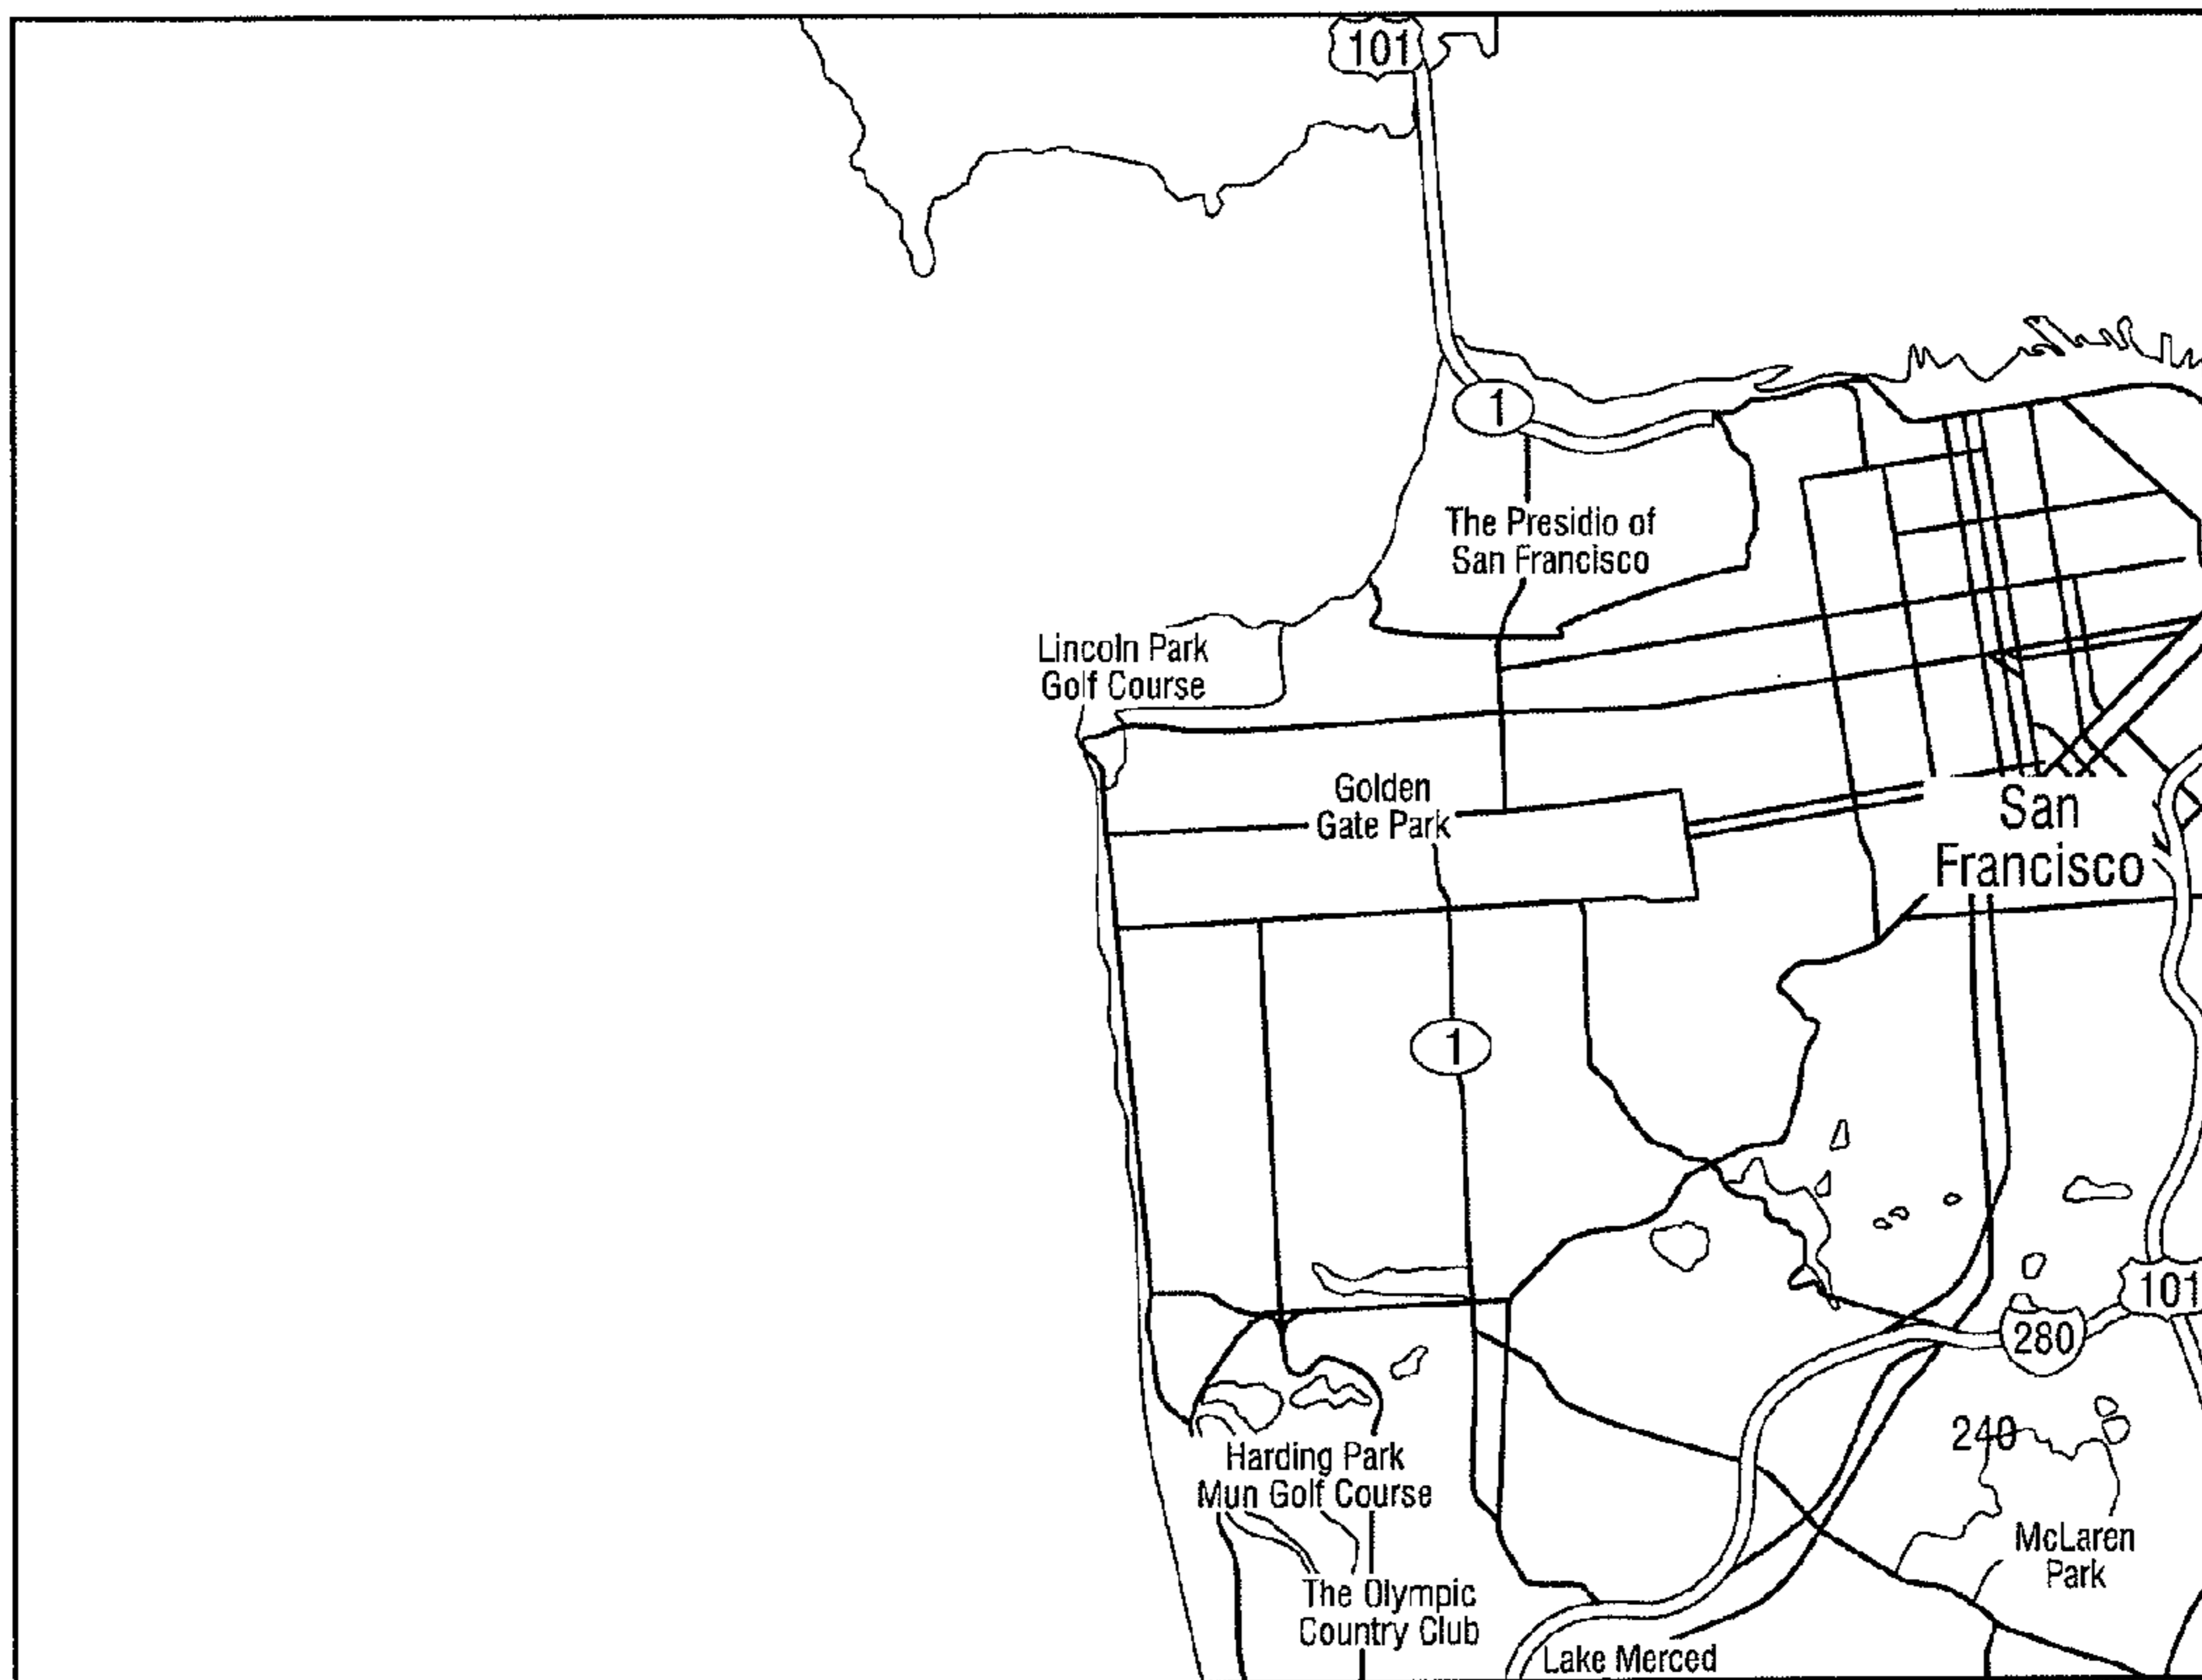 101
1
The Presidio of
San Francisco
Lincoln Park
Golf Course
Golden
Gate Park
San
Francisco
1
101
280
240
Harding Park
Mun Golf Course
McLaren
Park
The Olympic
Country Club
Lake Merced